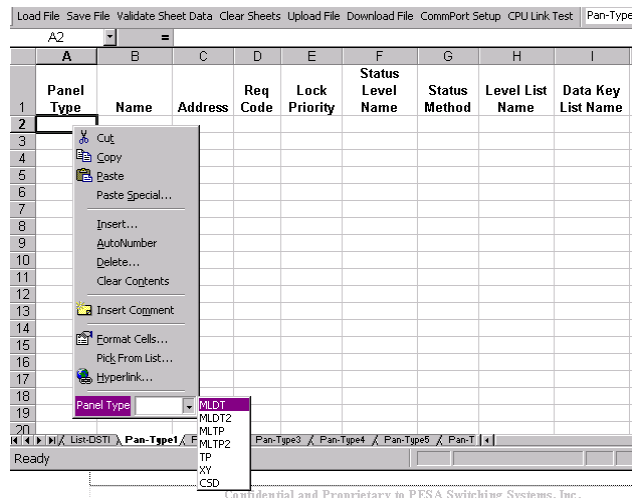 Load File Save File Validate Sheet Data Clear Sheets Upload File Download File CommPort Setup CPU Link Test Pan-Type
A2 =
A B C D E F G H I
1 Panel Type Name Address Req Code Lock Priority Status Level Name Status Method Level List Name Data Key List Name
2
3
4
5
6
7
8
9
10
11
12
13
14
15
16
17
18
19
20
Cut
Copy
Paste
Paste Special...
Insert...
AutoNumber
Delete...
Clear Contents
Insert Comment
Format Cells...
Pick From List...
Hyperlink...
Panel Type
MLDT
MLDT2
MLTP
MLTP2
TP
XY
CSD
List-DSTI Pan-Type1 Pan-Type3 Pan-Type4 Pan-Type5 Pan-T
Ready
Confidential and Proprietary to PESA Switching Systems, Inc.